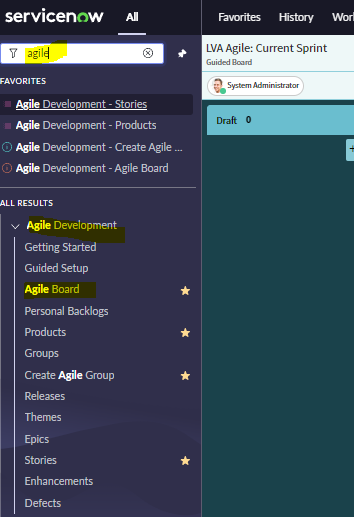 servicenow All Favorites History Wor
agile
LVA Agile: Current Sprint
Guided Board
System Administrator
Draft 0
FAVORITES
Agile Development - Stories
Agile Development - Products
Agile Development - Create Agile ...
Agile Development - Agile Board
ALL RESULTS
Agile Development
Getting Started
Guided Setup
Agile Board
Personal Backlogs
Products
Groups
Create Agile Group
Releases
Themes
Epics
Stories
Enhancements
Defects